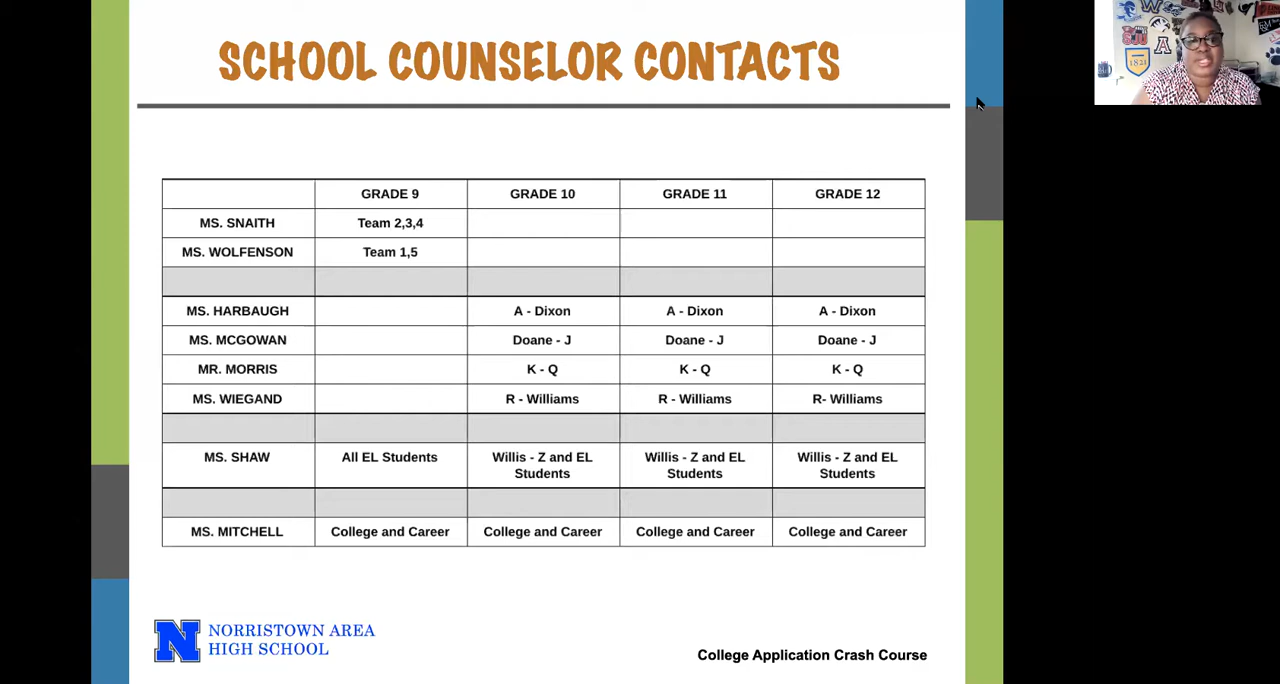 SCHOOL COUNSELOR CONTACTS
GRADE 9 GRADE 10 GRADE 11 GRADE 12
MS. SNAITH Team 2,3,4
MS. WOLFENSON Team 1,5
MS. HARBAUGH A - Dixon A - Dixon A - Dixon
MS. MCGOWAN Doane - J Doane - J Doane - J
MR. MORRIS K - Q K - Q K - Q
MS. WIEGAND R - Williams R - Williams R- Williams
MS. SHAW All EL Students Willis - Z and EL Willis - Z and EL Willis - Z and EL
Students Students Students
MS. MITCHELL College and Career College and Career College and Career College and Career
N NORRISTOWN AREA
HIGH SCHOOL
College Application Crash Course
W
A
1821